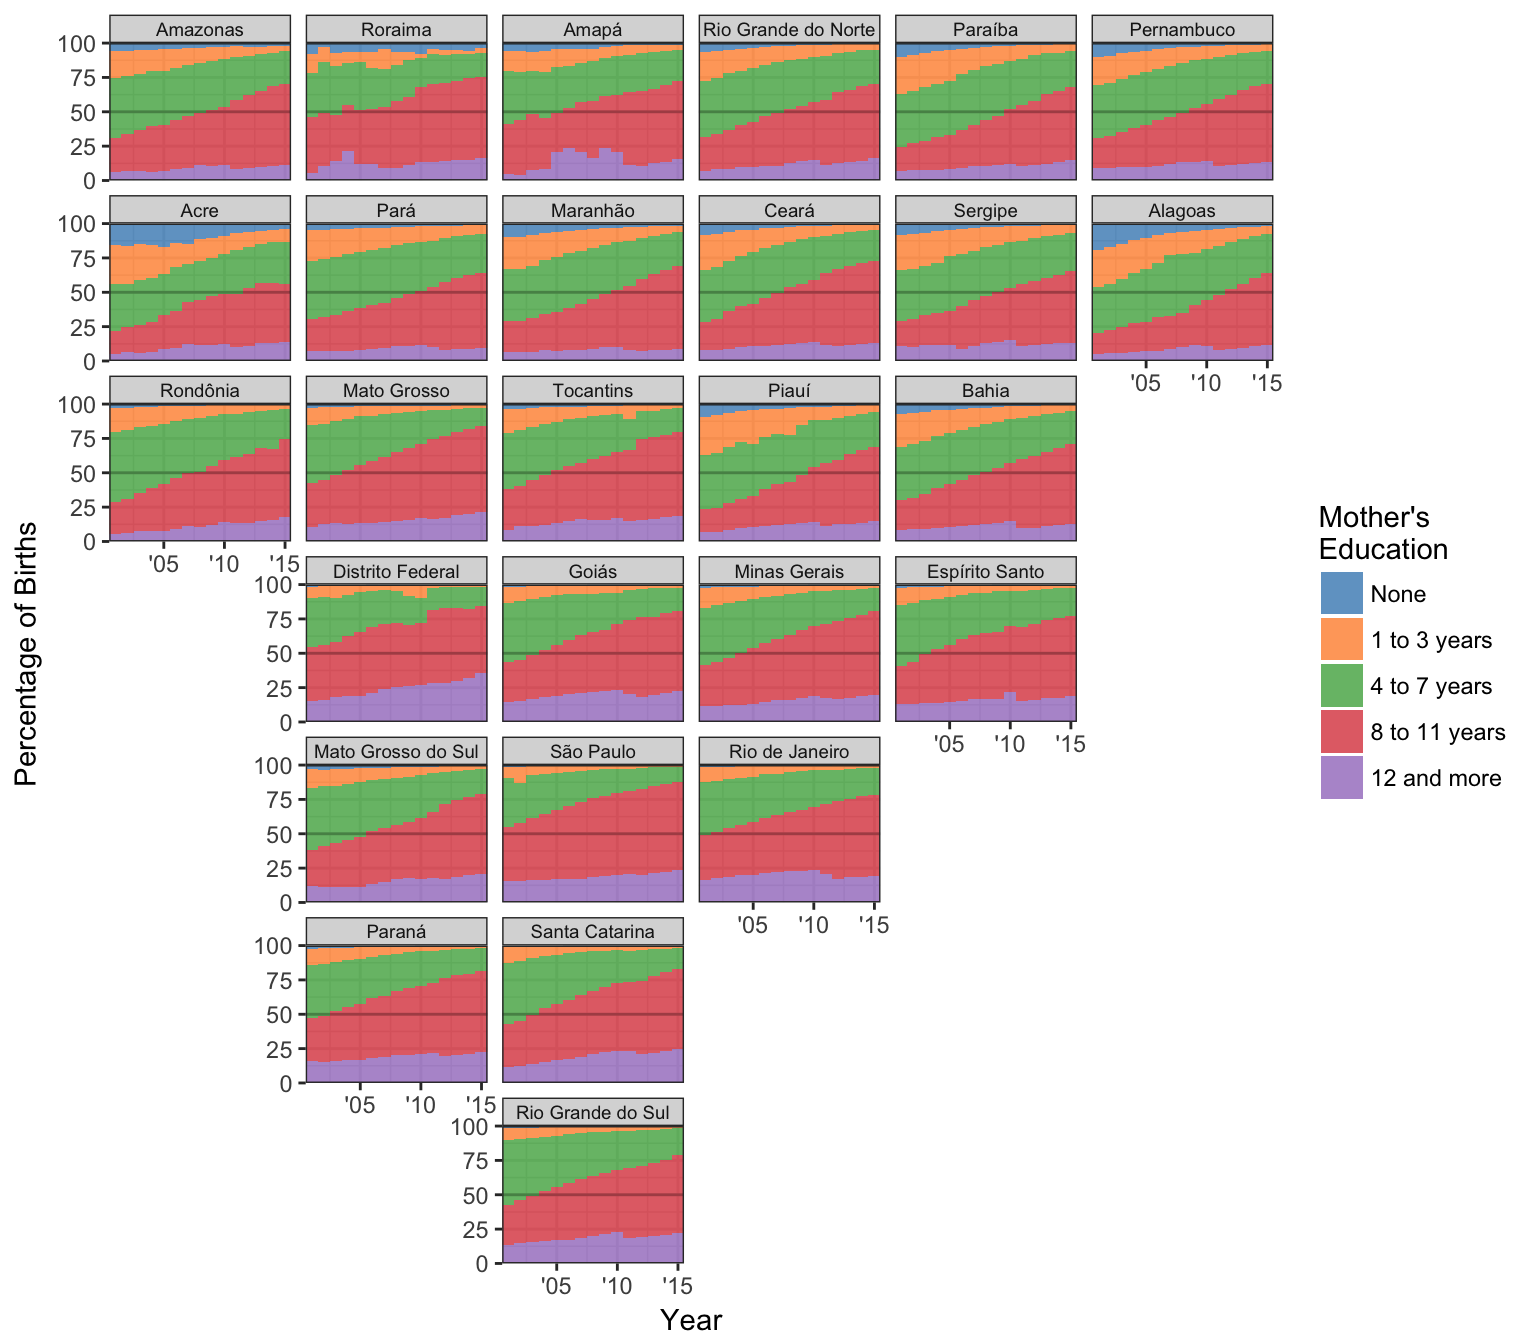 Amazonas Roraima Amapá Rio Grande do Norte Paraíba Pernambuco
100
75
50
25
0
Acre Pará Maranhão Ceará Sergipe Alagoas
100
75
50
25
0
'05 '10 '15
Rondônia Mato Grosso Tocantins Piauí Bahia
100
75
50
25
0
'05 '10 '15
Distrito Federal Goiás Minas Gerais Espírito Santo
100
75
50
25
0
'05 '10 '15
Mato Grosso do Sul São Paulo Rio de Janeiro
100
75
50
25
0
'05 '10 '15
Paraná Santa Catarina
100
75
50
25
0
'05 '10 '15
Rio Grande do Sul
100
75
50
25
0
'05 '10 '15
Year
Percentage of Births
Mother's
Education
None
1 to 3 years
4 to 7 years
8 to 11 years
12 and more